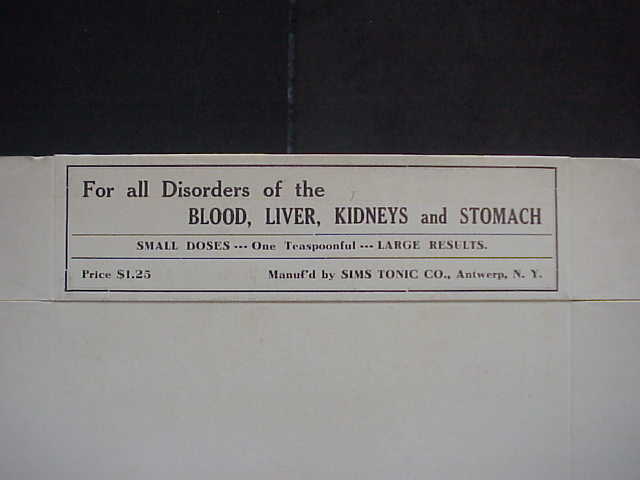 For all Disorders of the
BLOOD, LIVER, KIDNEYS and STOMACH
SMALL DOSES --- One Teaspoonful --- LARGE RESULTS.
Price $1.25 Manuf'd by SIMS TONIC CO., Antwerp, N. Y.